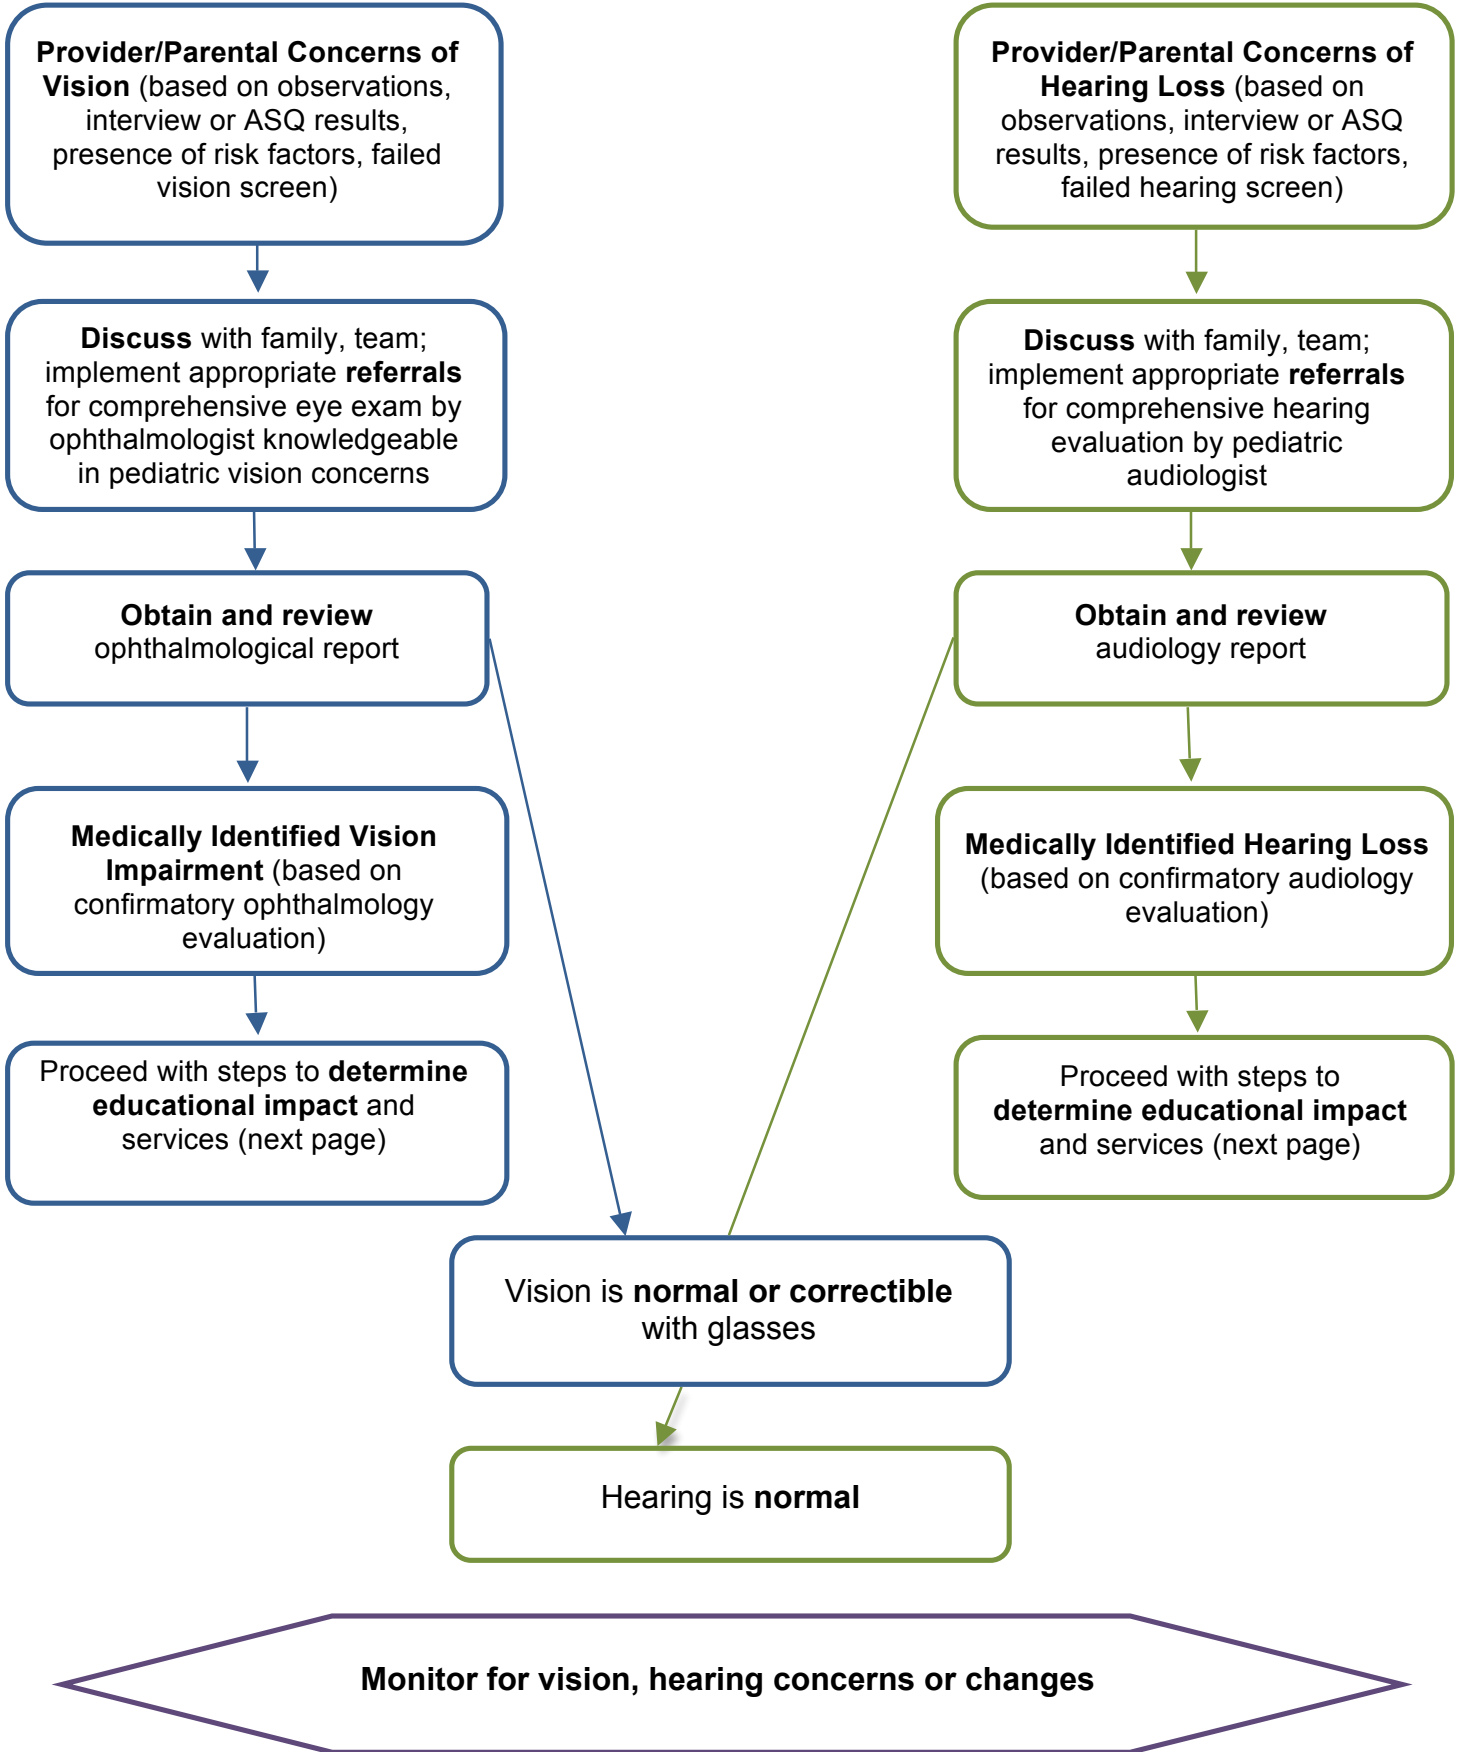 Provider/Parental Concerns of
Vision (based on observations,
interview or ASQ results,
presence of risk factors, failed
vision screen)
Discuss with family, team;
implement appropriate referrals
for comprehensive eye exam by
ophthalmologist knowledgeable
in pediatric vision concerns
Obtain and review
ophthalmological report
Medically Identified Vision
Impairment (based on
confirmatory ophthalmology
evaluation)
Proceed with steps to determine
educational impact and
services (next page)
Provider/Parental Concerns of
Hearing Loss (based on
observations, interview or ASQ
results, presence of risk factors,
failed hearing screen)
Discuss with family, team;
implement appropriate referrals
for comprehensive hearing
evaluation by pediatric
audiologist
Obtain and review
audiology report
Medically Identified Hearing Loss
(based on confirmatory audiology
evaluation)
Proceed with steps to
determine educational impact
and services (next page)
Vision is normal or correctible
with glasses
Hearing is normal
Monitor for vision, hearing concerns or changes